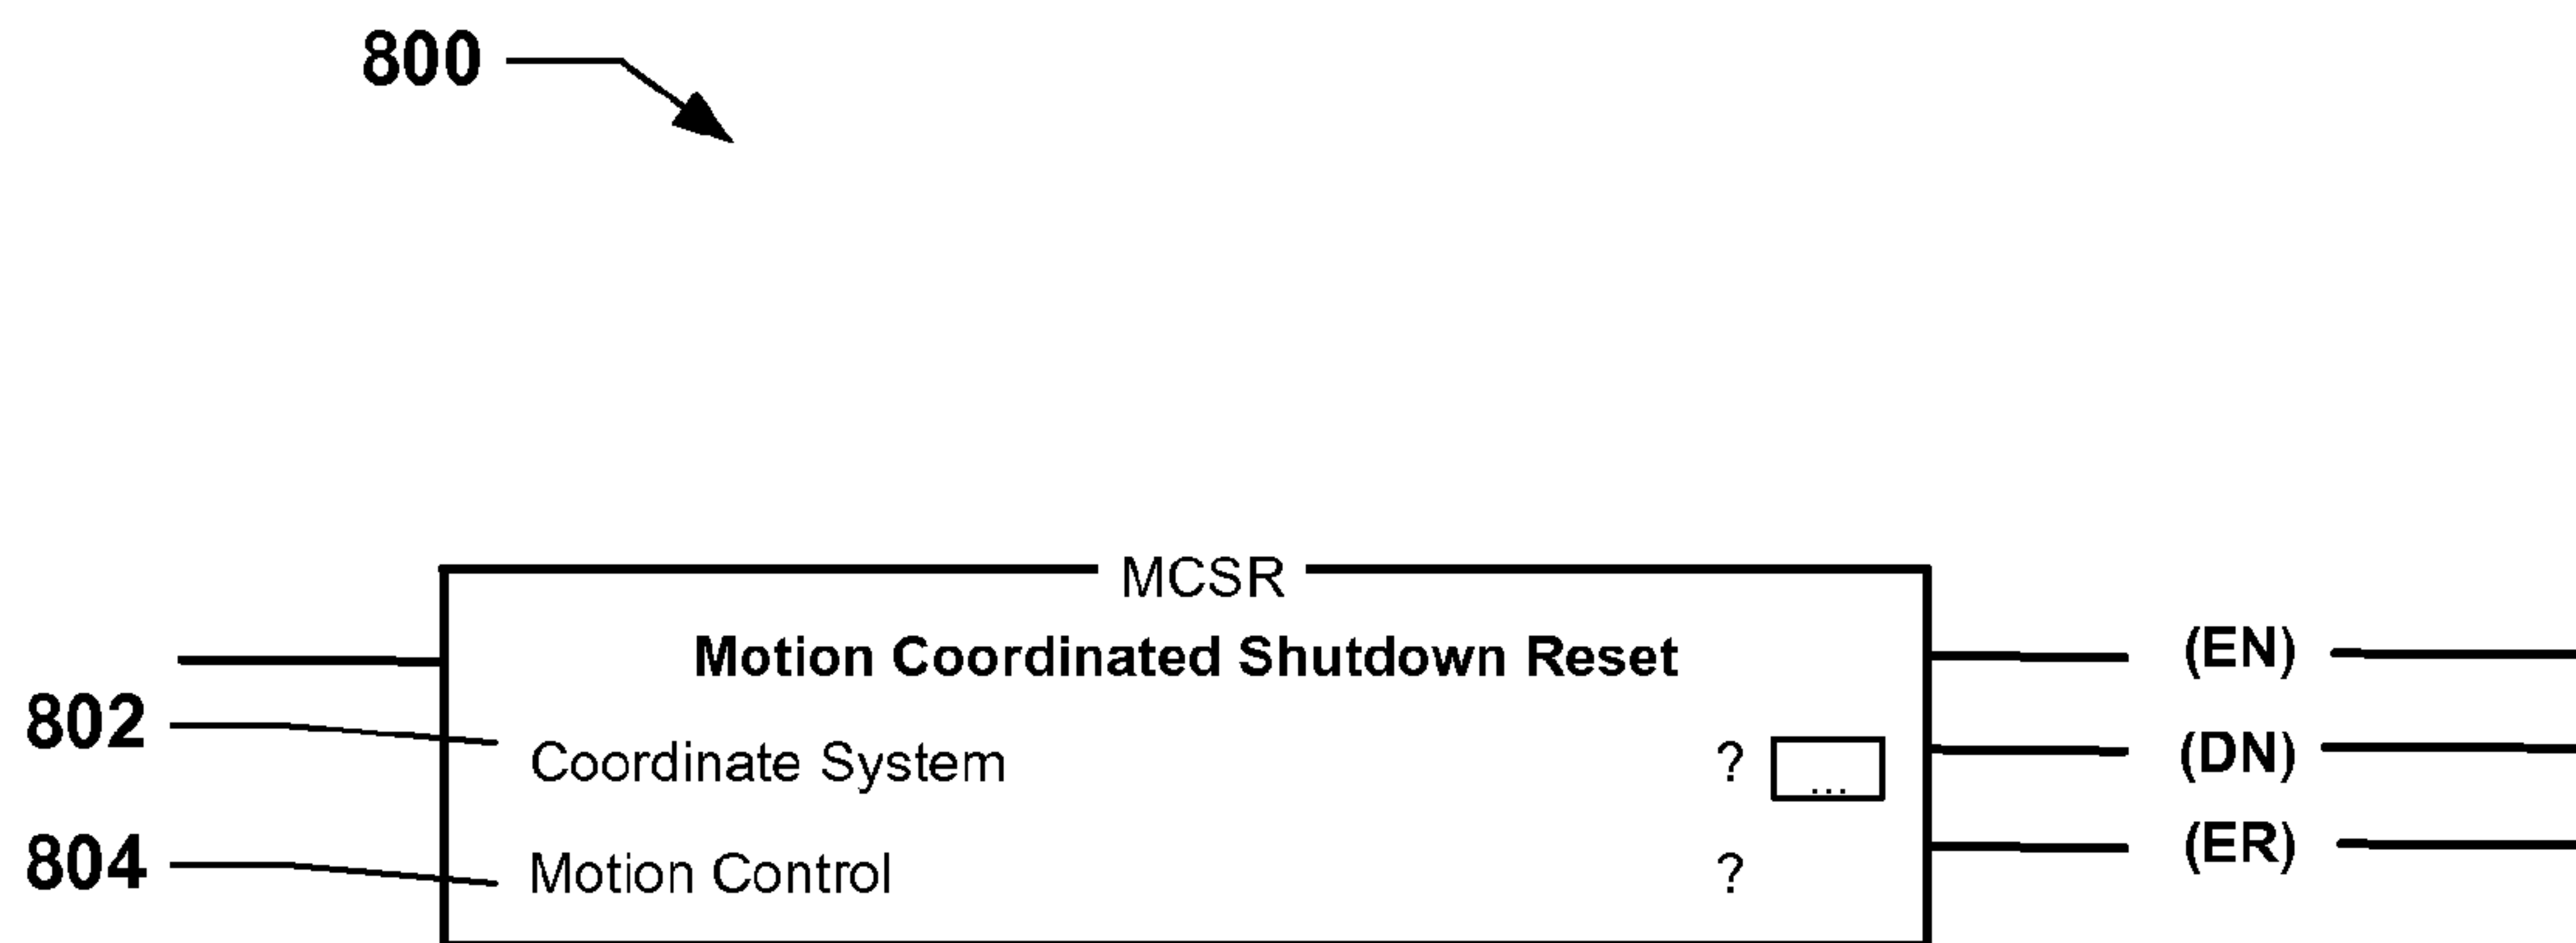 800
MCSR
Motion Coordinated Shutdown Reset
(EN)
802
Coordinate System ? ...
(DN)
804
Motion Control ?
(ER)